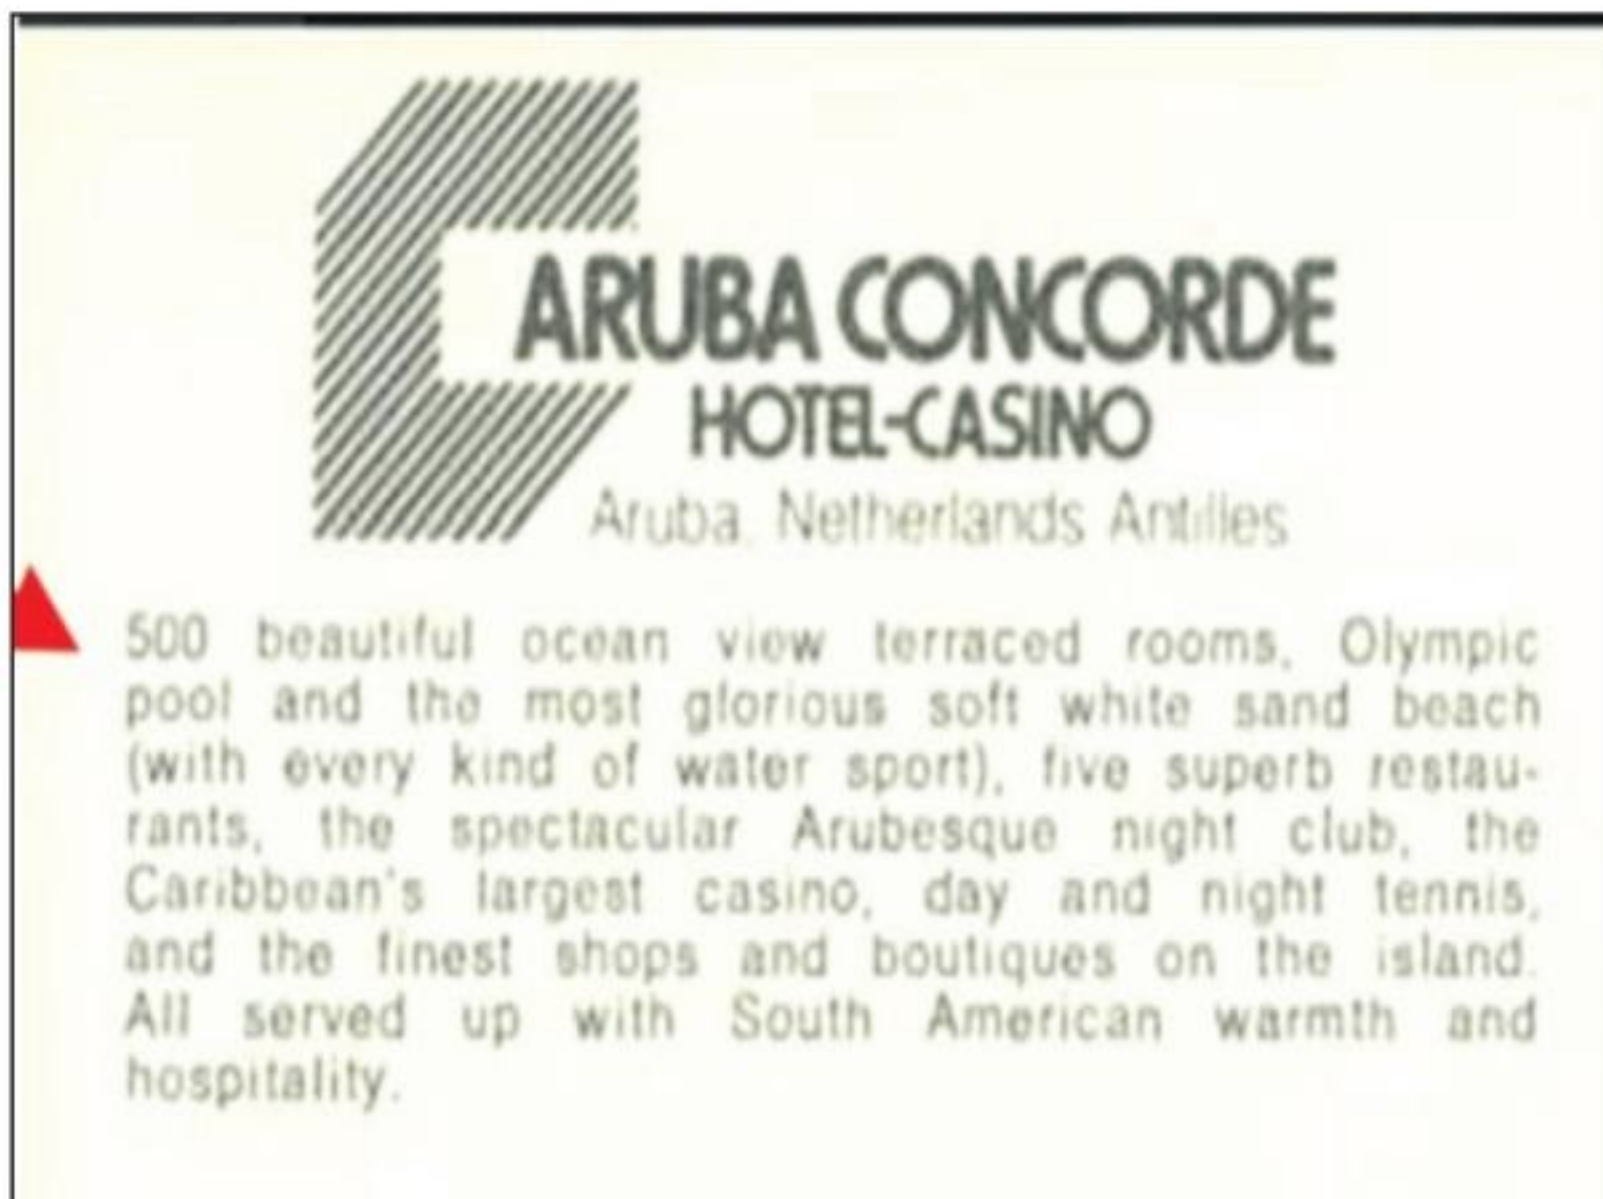 ARUBA CONCORDE
HOTEL-CASINO
Aruba, Netherlands Antilles
500 beautiful ocean view terraced rooms, Olympic
pool and the most glorious soft white sand beach
(with every kind of water sport), five superb restau-
rants, the spectacular Arubesque night club, the
Caribbean's largest casino, day and night tennis,
and the finest shops and boutiques on the island.
All served up with South American warmth and
hospitality.